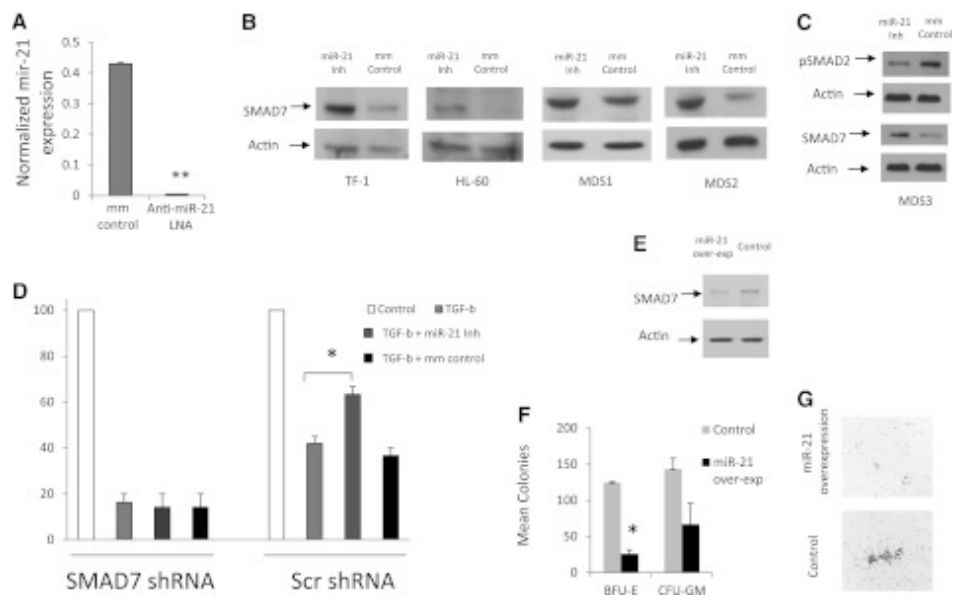 A
Normalized mir-21
expression
0.5
0.4
0.3
0.2
0.1
0
**
mm
control
Anti-miR-21
LNA
B
miR-21
Inh
mm
Control
miR-21
Inh
mm
Control
miR-21
Inh
mm
Control
miR-21
Inh
mm
Control
SMAD7
Actin
TF-1
HL-60
MDS1
MDS2
C
miR-21
Inh
mm
Control
pSMAD2
Actin
SMAD7
Actin
MDS3
D
100
80
60
40
20
0
Control
TGF-b
TGF-b + miR-21 Inh
TGF-b + mm control
*
SMAD7 shRNA
Scr shRNA
E
miR-21
over-exp
Control
SMAD7
Actin
F
Mean Colonies
200
150
100
50
0
Control
miR-21
over-exp
*
BFU-E
CFU-GM
G
miR-21
overexpression
Control